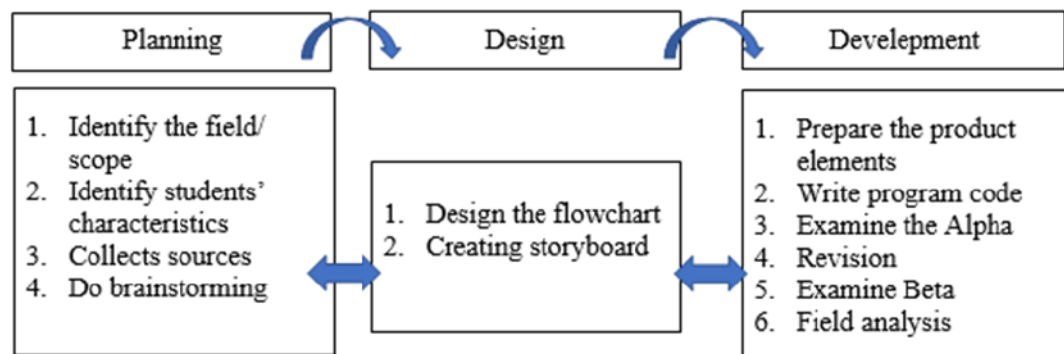 Planning
Design
Develepment
1. Identify the field/
scope
2. Identify students’
characteristics
3. Collects sources
4. Do brainstorming
1. Design the flowchart
2. Creating storyboard
1. Prepare the product
elements
2. Write program code
3. Examine the Alpha
4. Revision
5. Examine Beta
6. Field analysis